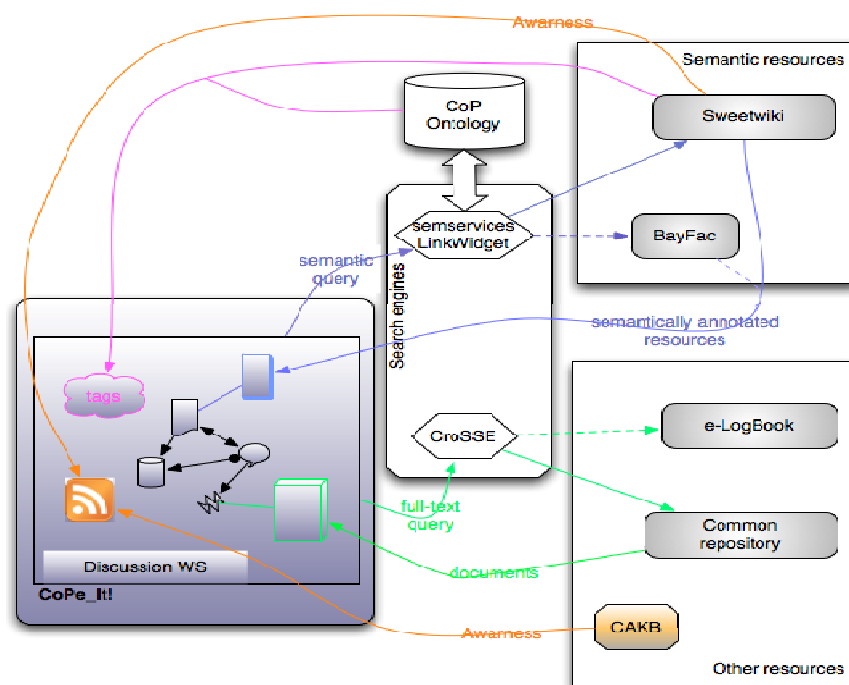 Awarness
Semantic resources
CoP
Ontology
Sweetwiki
semservices
LinkWidget
BayFac
semantic
query
Search engines
semantically annotated
resources
tags
CroSSE
e-LogBook
full-text
query
Common
repository
Discussion WS
documents
CoPe_It!
Awarness
CAKB
Other resources